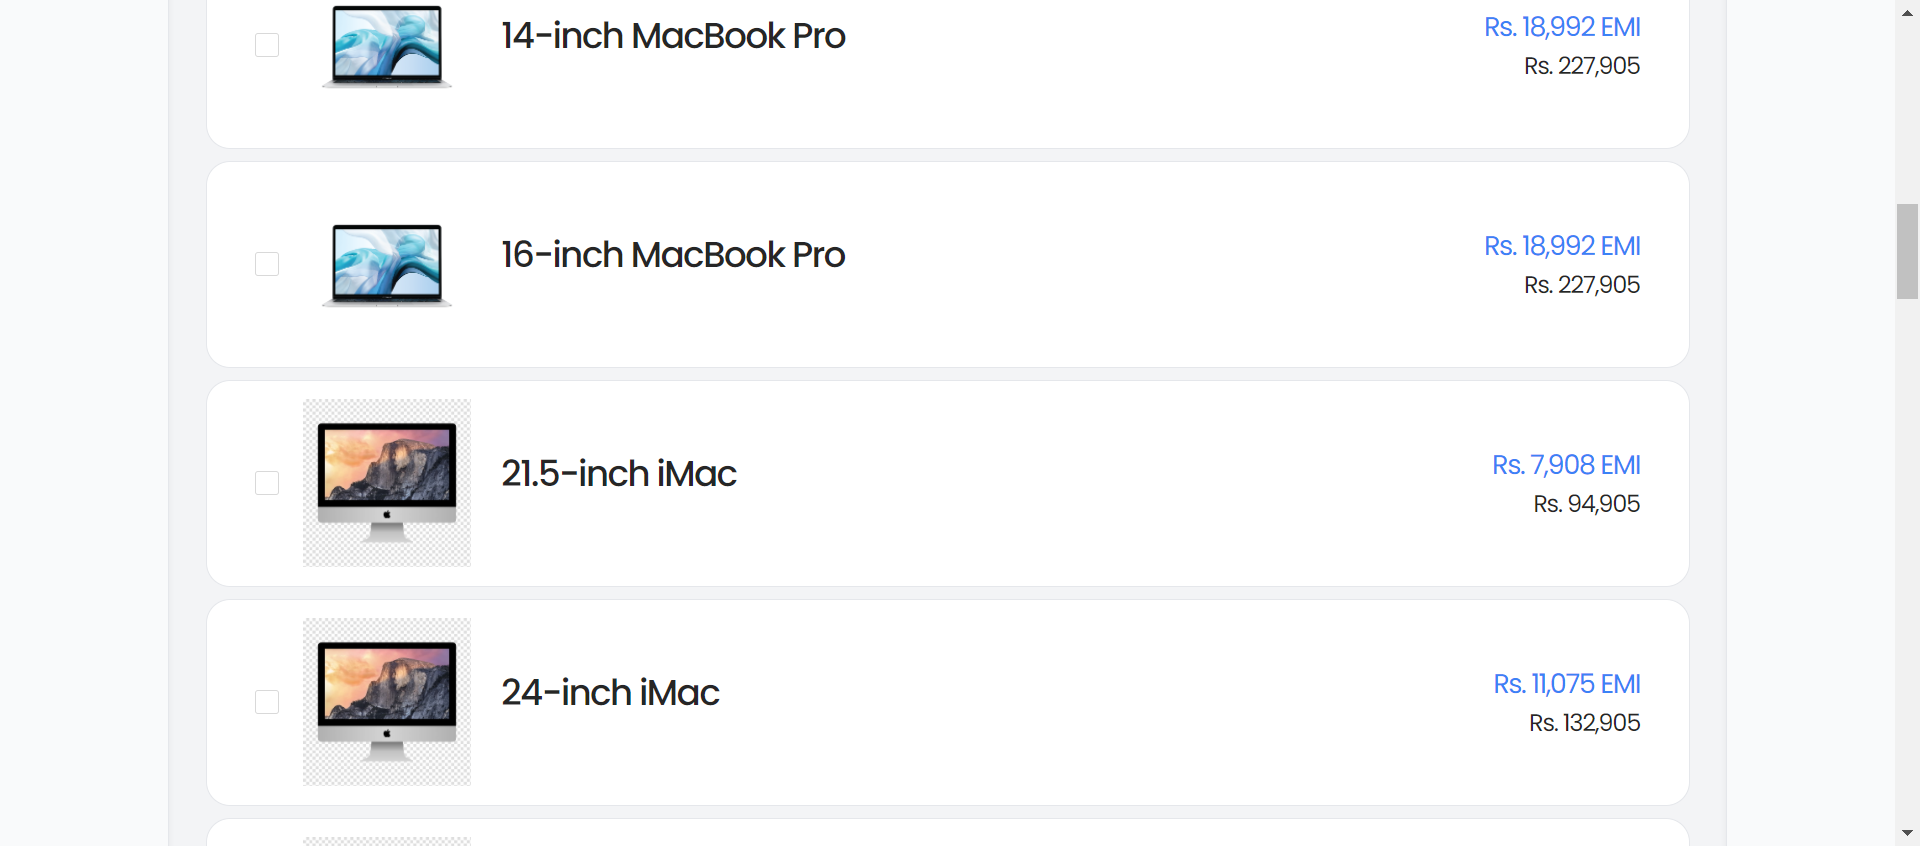 14-inch MacBook Pro
Rs. 18,992 EMI
Rs. 227,905
16-inch MacBook Pro
Rs. 18,992 EMI
Rs. 227,905
21.5-inch iMac
Rs. 7,908 EMI
Rs. 94,905
24-inch iMac
Rs. 11,075 EMI
Rs. 132,905